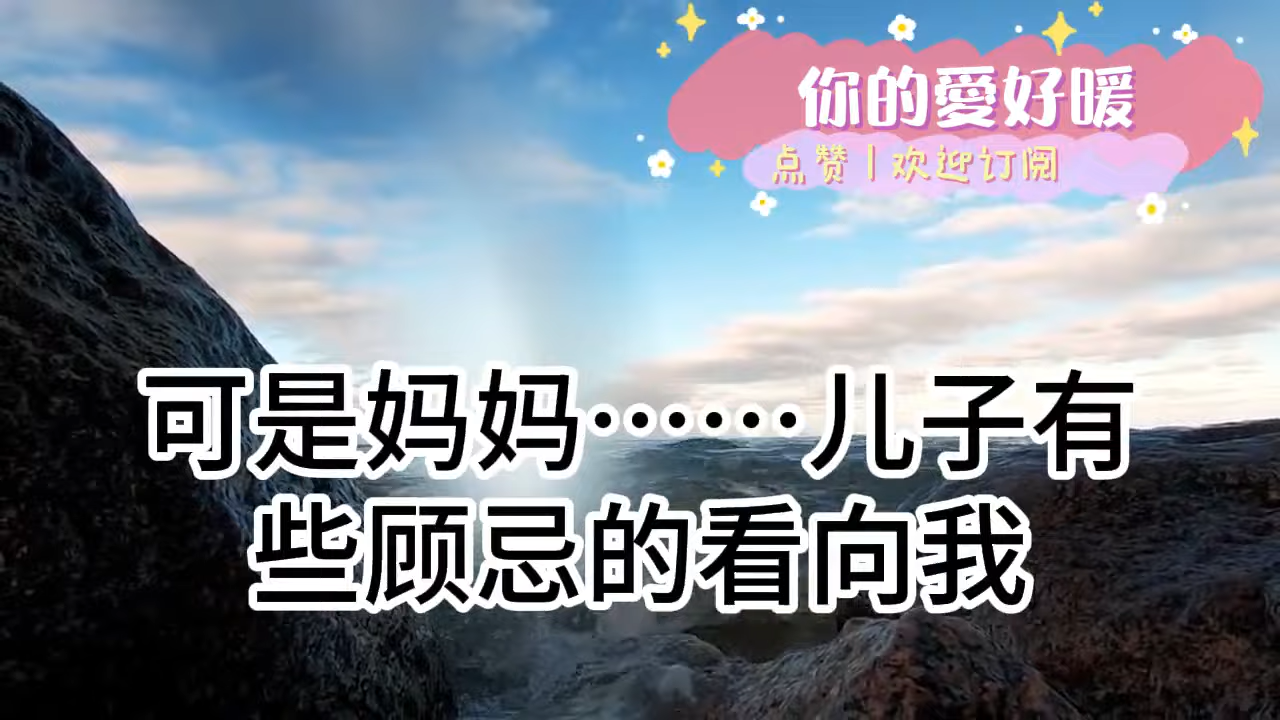 你的愛好暖
点赞 | 欢迎订阅
可是妈妈……儿子有
些顾忌的看向我